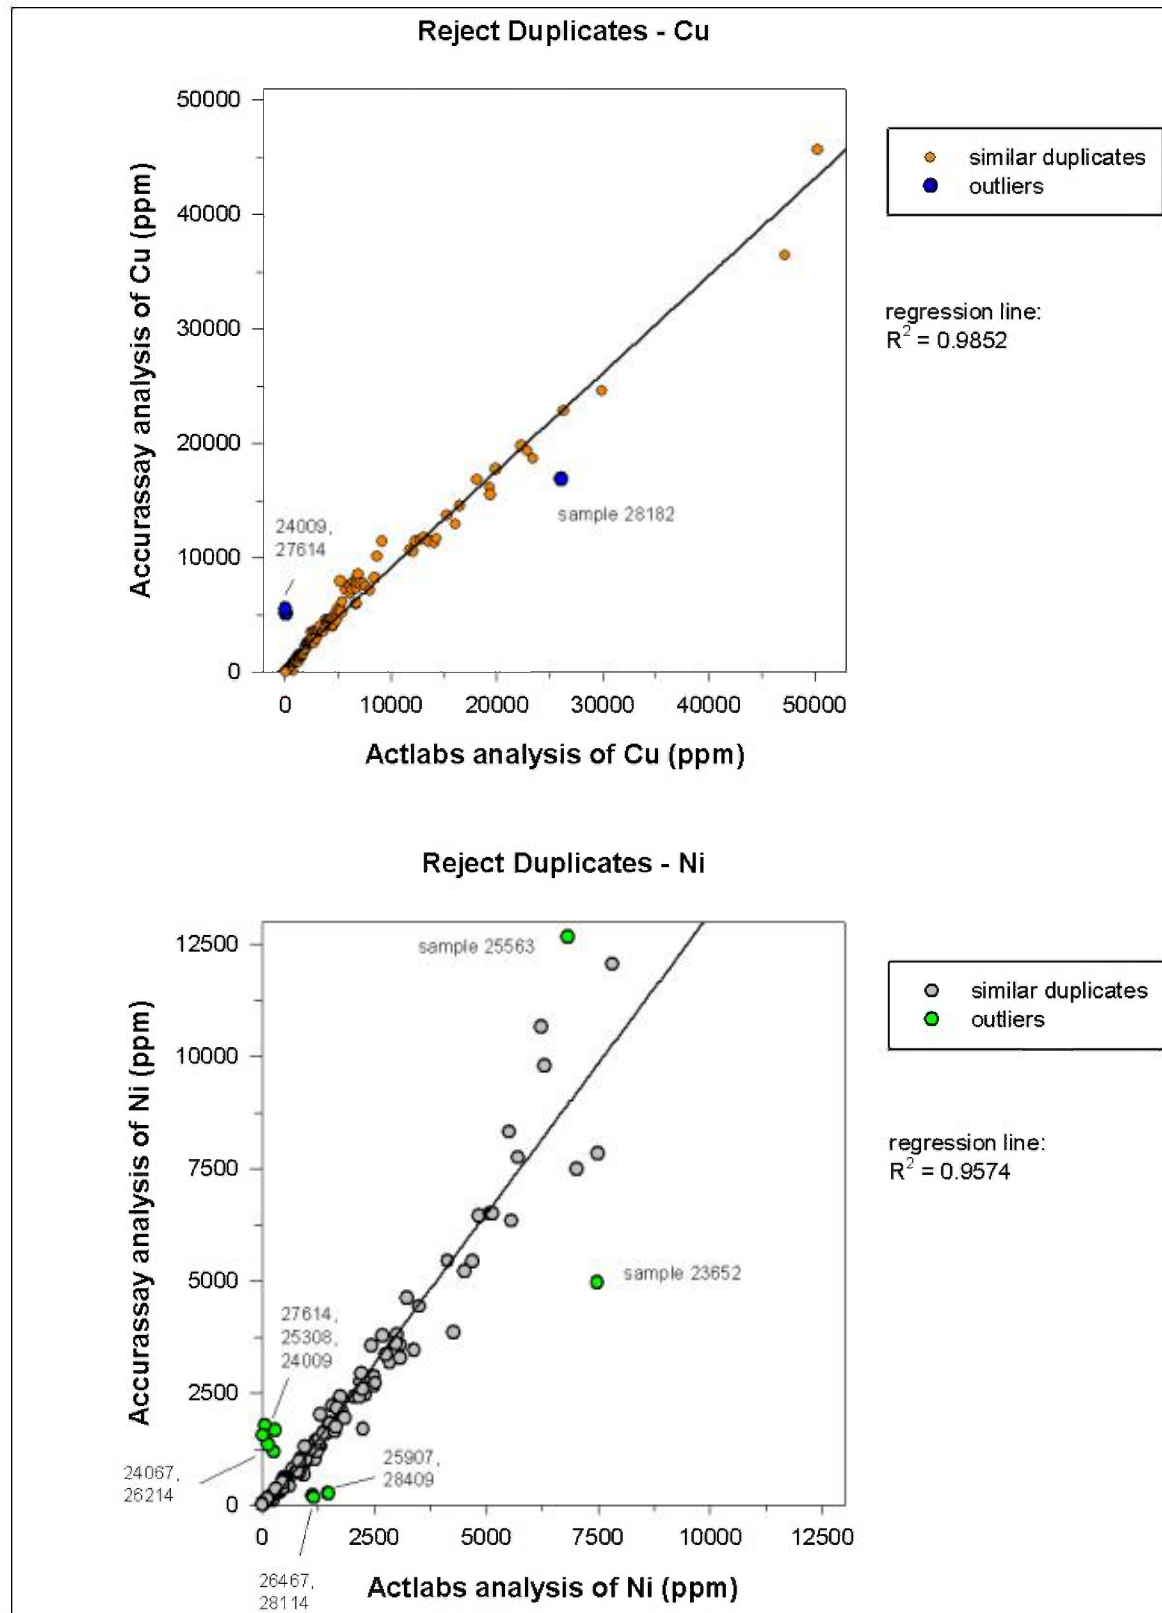 Reject Duplicates - Cu
Accurassay analysis of Cu (ppm)
50000
40000
30000
20000
10000
0
24009,
27614
sample 28182
0 10000 20000 30000 40000 50000
Actlabs analysis of Cu (ppm)
similar duplicates
outliers
regression line:
R² = 0.9852
Reject Duplicates - Ni
Accurassay analysis of Ni (ppm)
12500
10000
7500
5000
2500
0
sample 25563
sample 23652
27614,
25308,
24009
24067,
26214
25907,
28409
26467,
28114
0 2500 5000 7500 10000 12500
Actlabs analysis of Ni (ppm)
similar duplicates
outliers
regression line:
R² = 0.9574